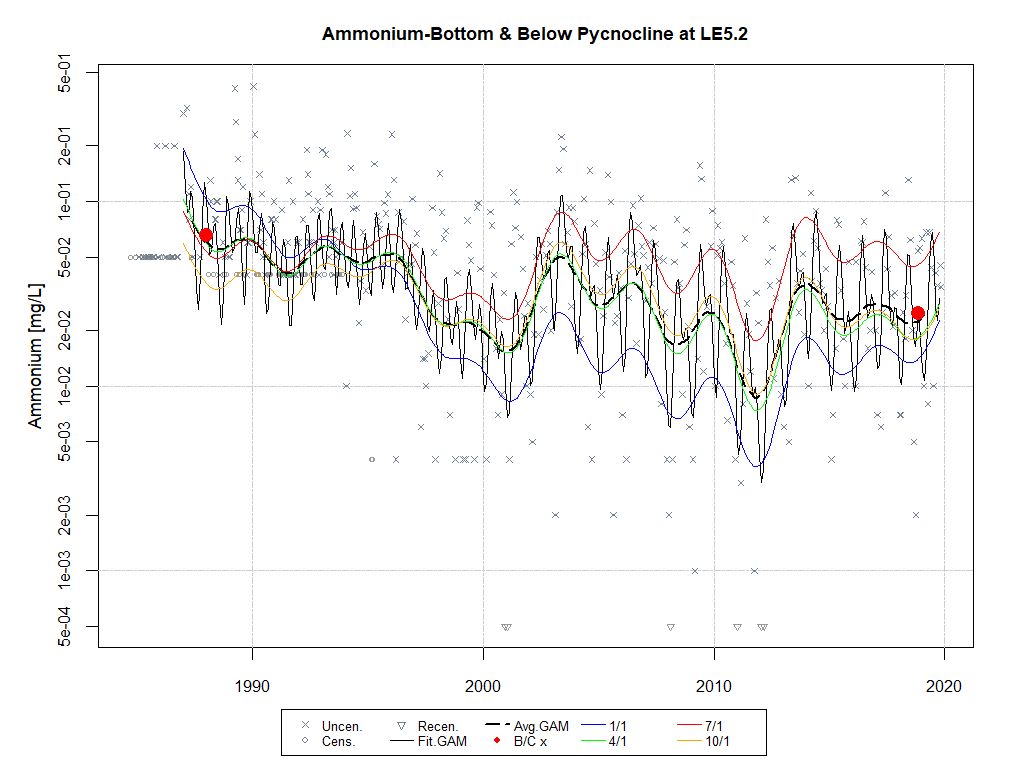 Ammonium-Bottom & Below Pycnocline at LE5.2
Ammonium [mg/L]
5e-01
2e-01
1e-01
5e-02
2e-02
1e-02
5e-03
2e-03
1e-03
5e-04
1990 2000 2010 2020
Uncen. Recen. Avg.GAM 1/1 7/1
Cens. Fit.GAM B/C x 4/1 10/1